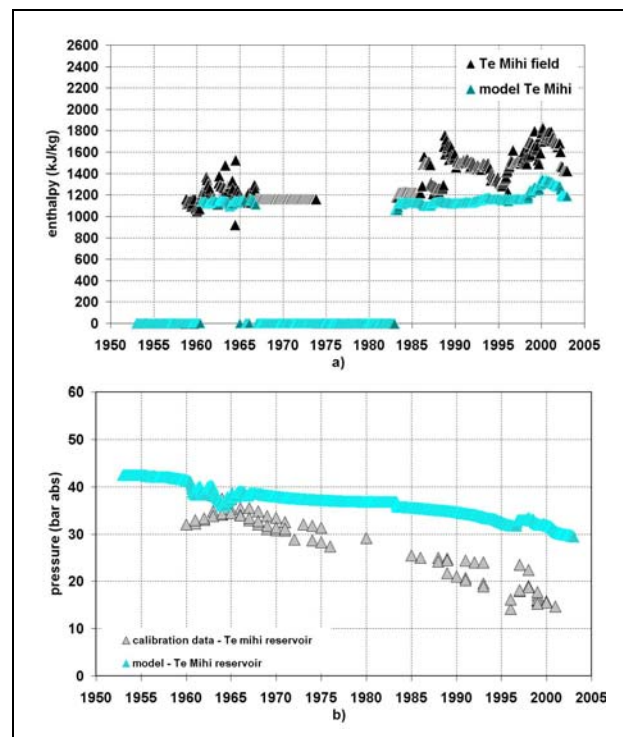 2600
2400
2200
2000
1800
1600
1400
1200
1000
800
600
400
200
0
enthalpy (kJ/kg)
Te Mihi field
model Te Mihi
1950 1955 1960 1965 1970 1975 1980 1985 1990 1995 2000 2005
a)
60
50
40
30
20
10
0
pressure (bar abs)
calibration data - Te mihi reservoir
model - Te Mihi reservoir
1950 1955 1960 1965 1970 1975 1980 1985 1990 1995 2000 2005
b)